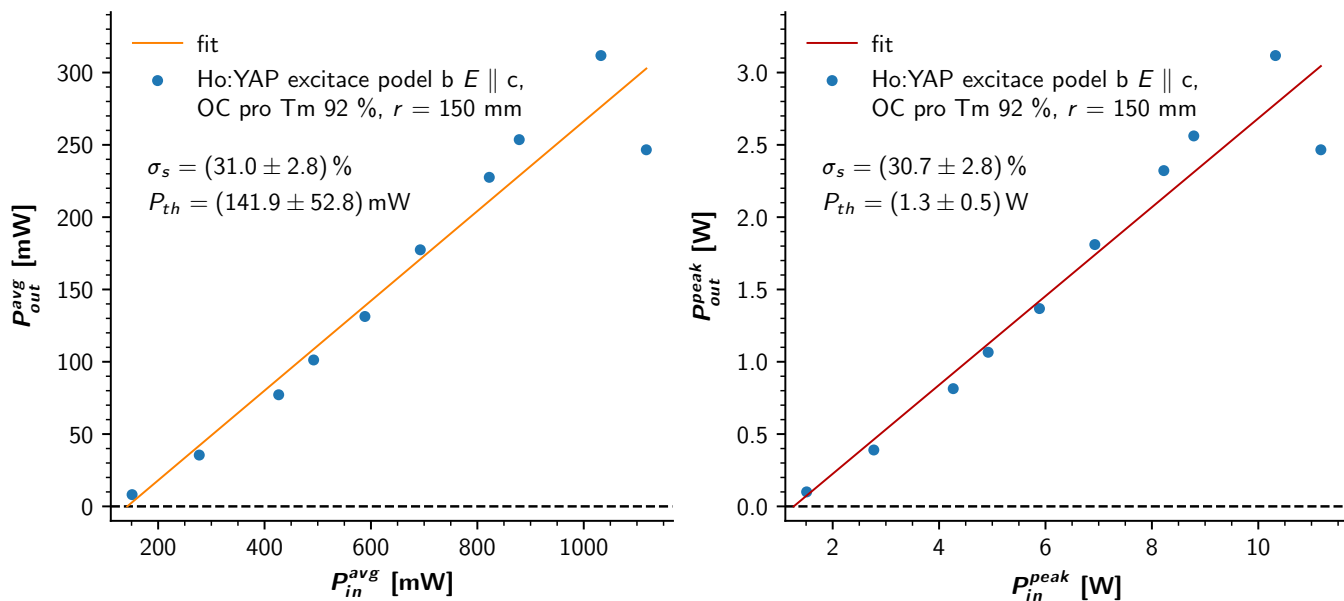 fit
Ho:YAP excitace podel b E ∥ c,
OC pro Tm 92 %, r = 150 mm
σ_s = (31.0 ± 2.8) %
P_th = (141.9 ± 52.8) mW
300
250
200
150
100
50
0
P_out^avg [mW]
200 400 600 800 1000
P_in^avg [mW]
fit
Ho:YAP excitace podel b E ∥ c,
OC pro Tm 92 %, r = 150 mm
σ_s = (30.7 ± 2.8) %
P_th = (1.3 ± 0.5) W
3.0
2.5
2.0
1.5
1.0
0.5
0.0
P_out^peak [W]
2 4 6 8 10
P_in^peak [W]